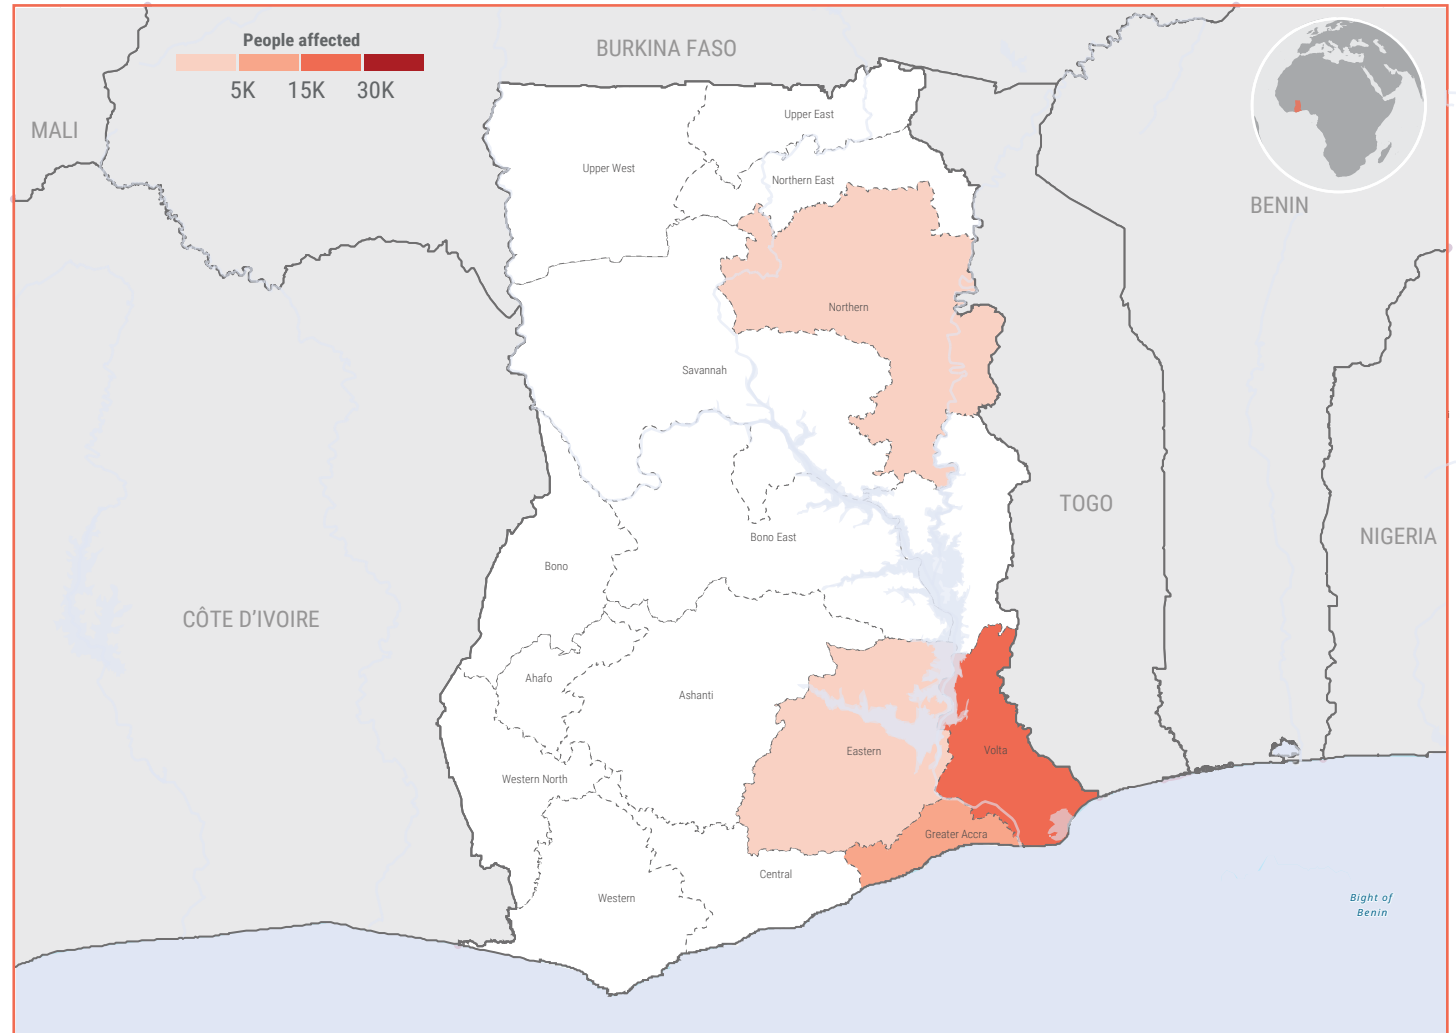 People affected
5K 15K 30K
BURKINA FASO
MALI
Upper East
Upper West
Northern East
BENIN
Northern
Savannah
TOGO
NIGERIA
Bono East
Bono
CÔTE D'IVOIRE
Ahafo
Ashanti
Eastern
Volta
Western North
Greater Accra
Central
Western
Bight of
Benin